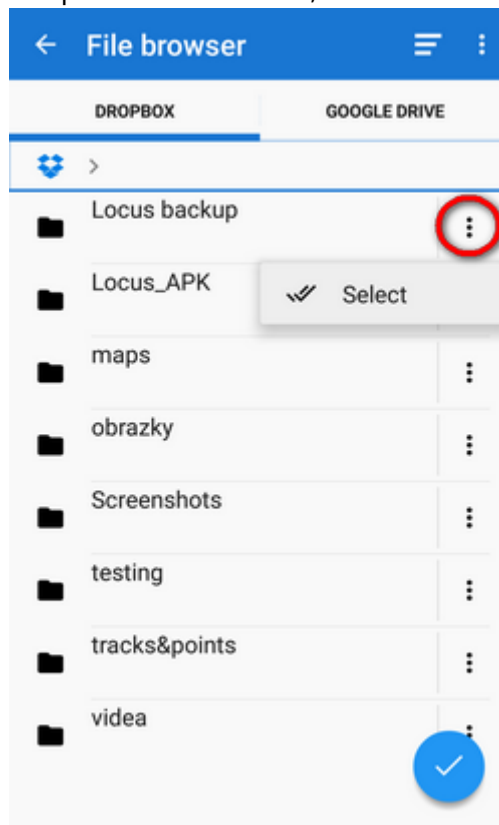 File browser
DROPBOX
GOOGLE DRIVE
Locus backup
Locus_APK
Select
maps
obrazky
Screenshots
testing
tracks&points
videa